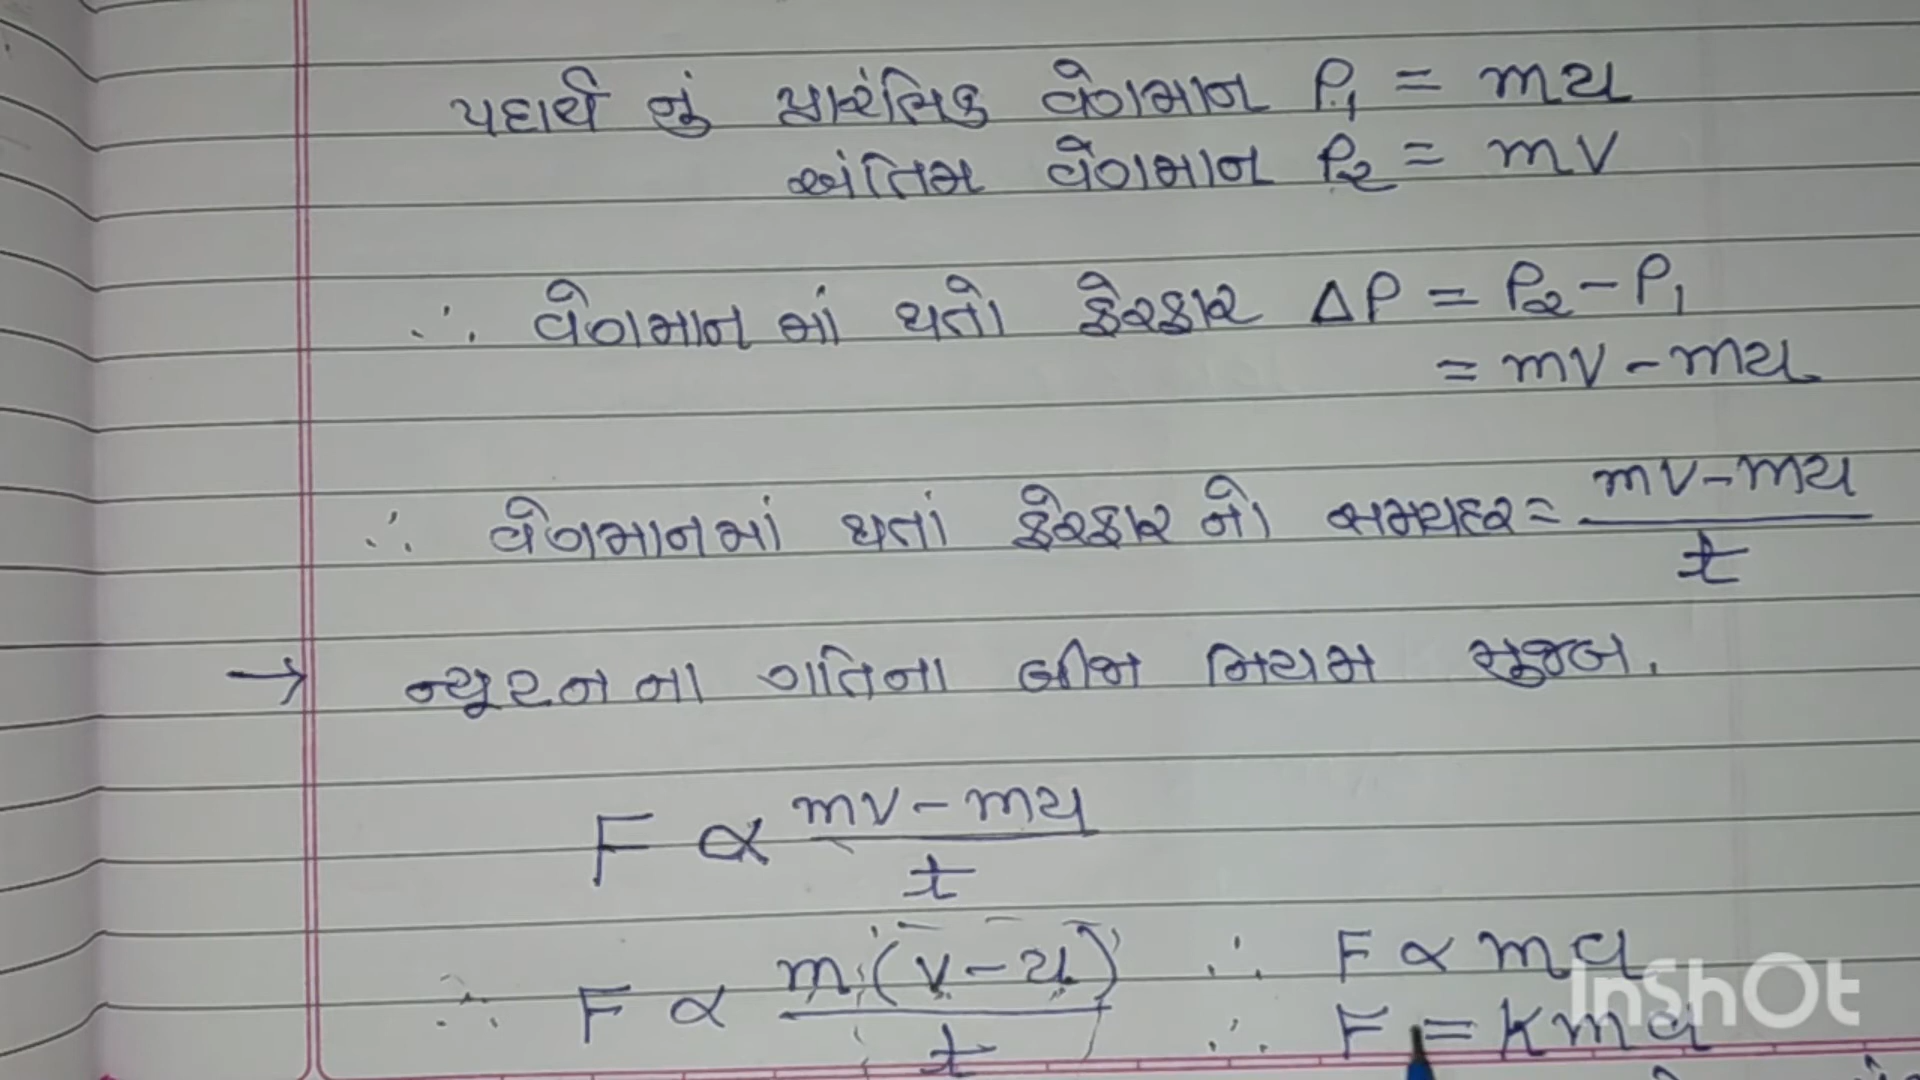 પદાર્થ નું પ્રારંભિક વેગમાન P₁ = mu
અંતિમ વેગમાન P₂ = mv
∴ વેગમાન માં થતો ફેરફાર ΔP = P₂ - P₁
= mv - mu
∴ વેગમાનમાં થતાં ફેરફાર નો સમયદર = (mv - mu)/t
→ ન્યૂટન ના ગતિના બીજા નિયમ મુજબ.
F ∝ (mv - mu)/t
∴ F ∝ m(v - u)/t ∴ F ∝ ma
∴ F = kma
InShOt